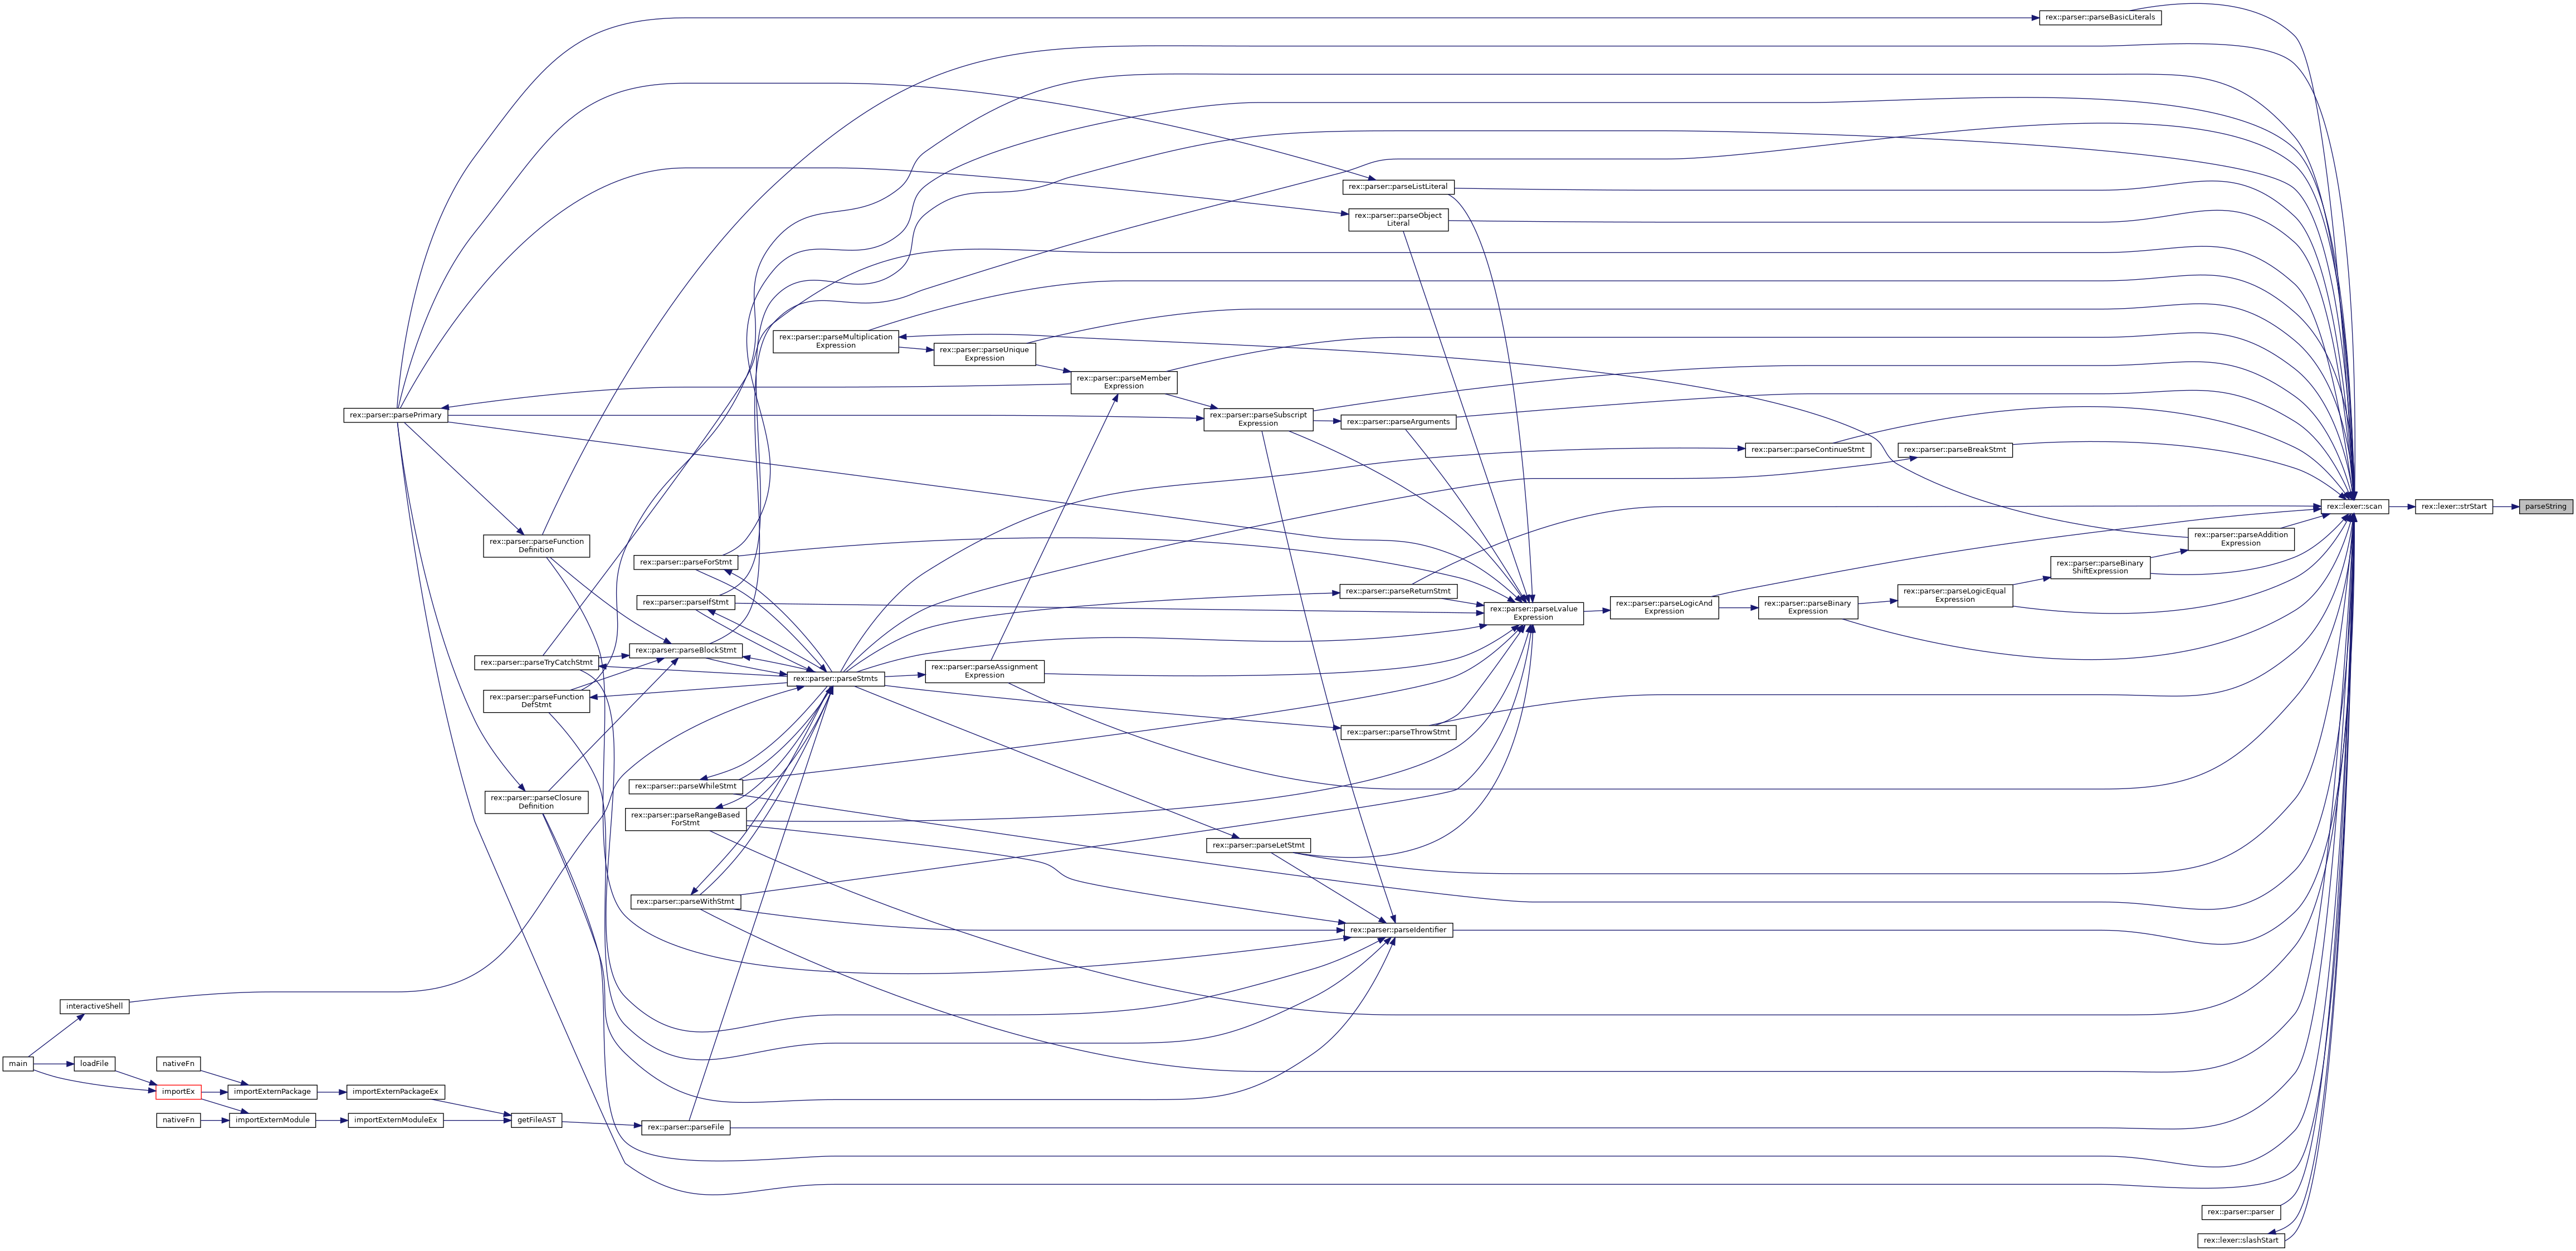 rex::parser::parseBasicLiterals
rex::parser::parseListLiteral
rex::parser::parseObject
Literal
rex::parser::parseMultiplication
Expression
rex::parser::parseUnique
Expression
rex::parser::parseMember
Expression
rex::parser::parsePrimary
rex::parser::parseSubscript
Expression
rex::parser::parseArguments
rex::parser::parseContinueStmt
rex::parser::parseBreakStmt
rex::lexer::scan
rex::lexer::strStart
parseString
rex::parser::parseFunction
Definition
rex::parser::parseAddition
Expression
rex::parser::parseForStmt
rex::parser::parseBinary
ShiftExpression
rex::parser::parseReturnStmt
rex::parser::parseLogicEqual
Expression
rex::parser::parseIfStmt
rex::parser::parseLvalue
Expression
rex::parser::parseLogicAnd
Expression
rex::parser::parseBinary
Expression
rex::parser::parseBlockStmt
rex::parser::parseTryCatchStmt
rex::parser::parseStmts
rex::parser::parseAssignment
Expression
rex::parser::parseFunction
DefStmt
rex::parser::parseThrowStmt
rex::parser::parseWhileStmt
rex::parser::parseClosure
Definition
rex::parser::parseRangeBased
ForStmt
rex::parser::parseLetStmt
rex::parser::parseWithStmt
rex::parser::parseIdentifier
interactiveShell
main
loadFile
nativeFn
importEx
importExternPackage
importExternPackageEx
nativeFn
importExternModule
importExternModuleEx
getFileAST
rex::parser::parseFile
rex::parser::parser
rex::lexer::slashStart